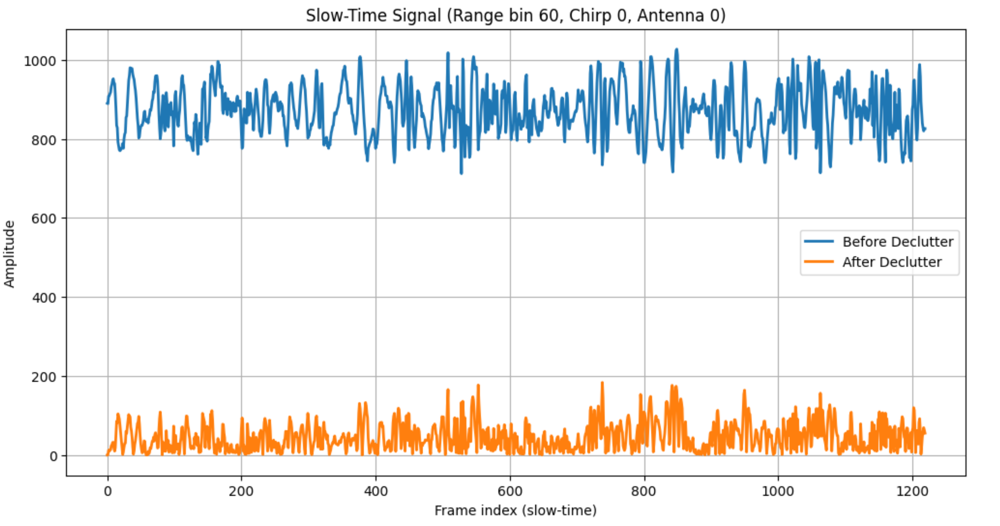 Slow-Time Signal (Range bin 60, Chirp 0, Antenna 0)
1000
800
600
400
200
0
Amplitude
Before Declutter
After Declutter
0 200 400 600 800 1000 1200
Frame index (slow-time)